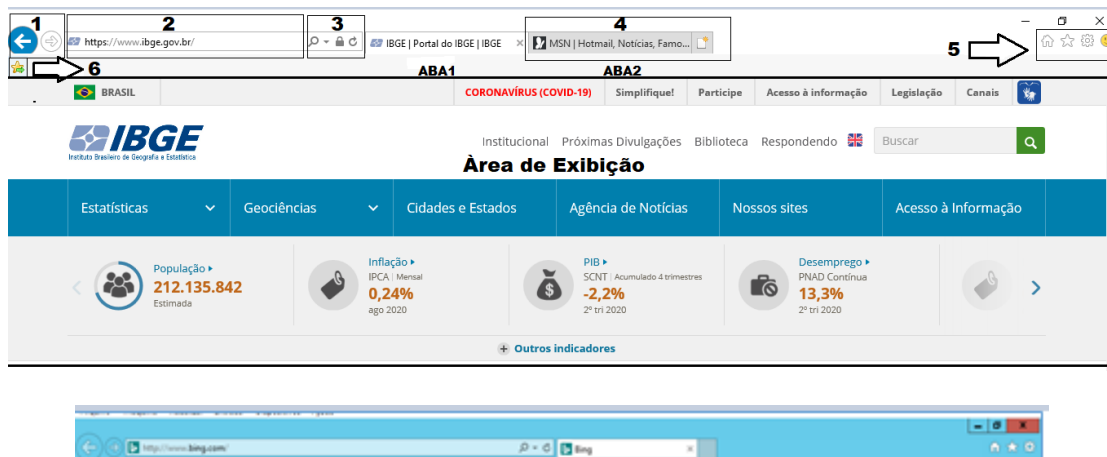 1 2 3 4
https://www.ibge.gov.br/ IBGE | Portal do IBGE | IBGE MSN | Hotmail, Notícias, Famo...
5
6 ABA1 ABA2
BRASIL CORONAVÍRUS (COVID-19) Simplifique! Participe Acesso à informação Legislação Canais
IBGE
Instituto Brasileiro de Geografia e Estatística
Institucional Próximas Divulgações Biblioteca Respondendo Buscar
Àrea de Exibição
Estatísticas Geociências Cidades e Estados Agência de Notícias Nossos sites Acesso à Informação
População
212.135.842
Estimada
Inflação
IPCA | Mensal
0,24%
ago 2020
PIB
SCNT | Acumulado 4 trimestres
-2,2%
2º tri 2020
Desemprego
PNAD Contínua
13,3%
2º tri 2020
Outros indicadores
http://www.bing.com/ Bing